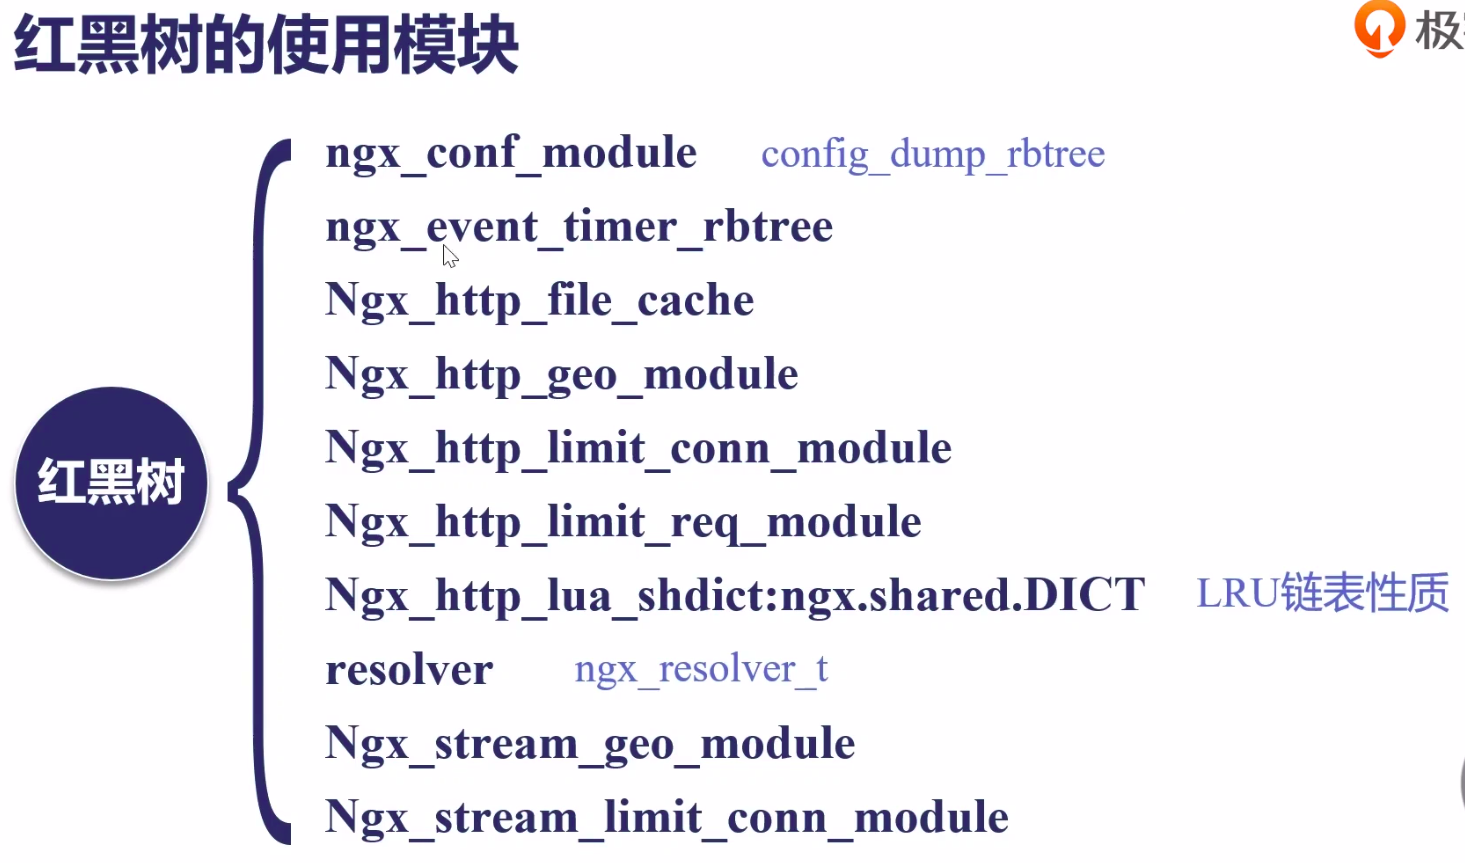 红黑树的使用模块
极
ngx_conf_module config_dump_rbtree
ngx_event_timer_rbtree
Ngx_http_file_cache
Ngx_http_geo_module
Ngx_http_limit_conn_module
红黑树
Ngx_http_limit_req_module
Ngx_http_lua_shdict:ngx.shared.DICT LRU链表性质
resolver ngx_resolver_t
Ngx_stream_geo_module
Ngx_stream_limit_conn_module